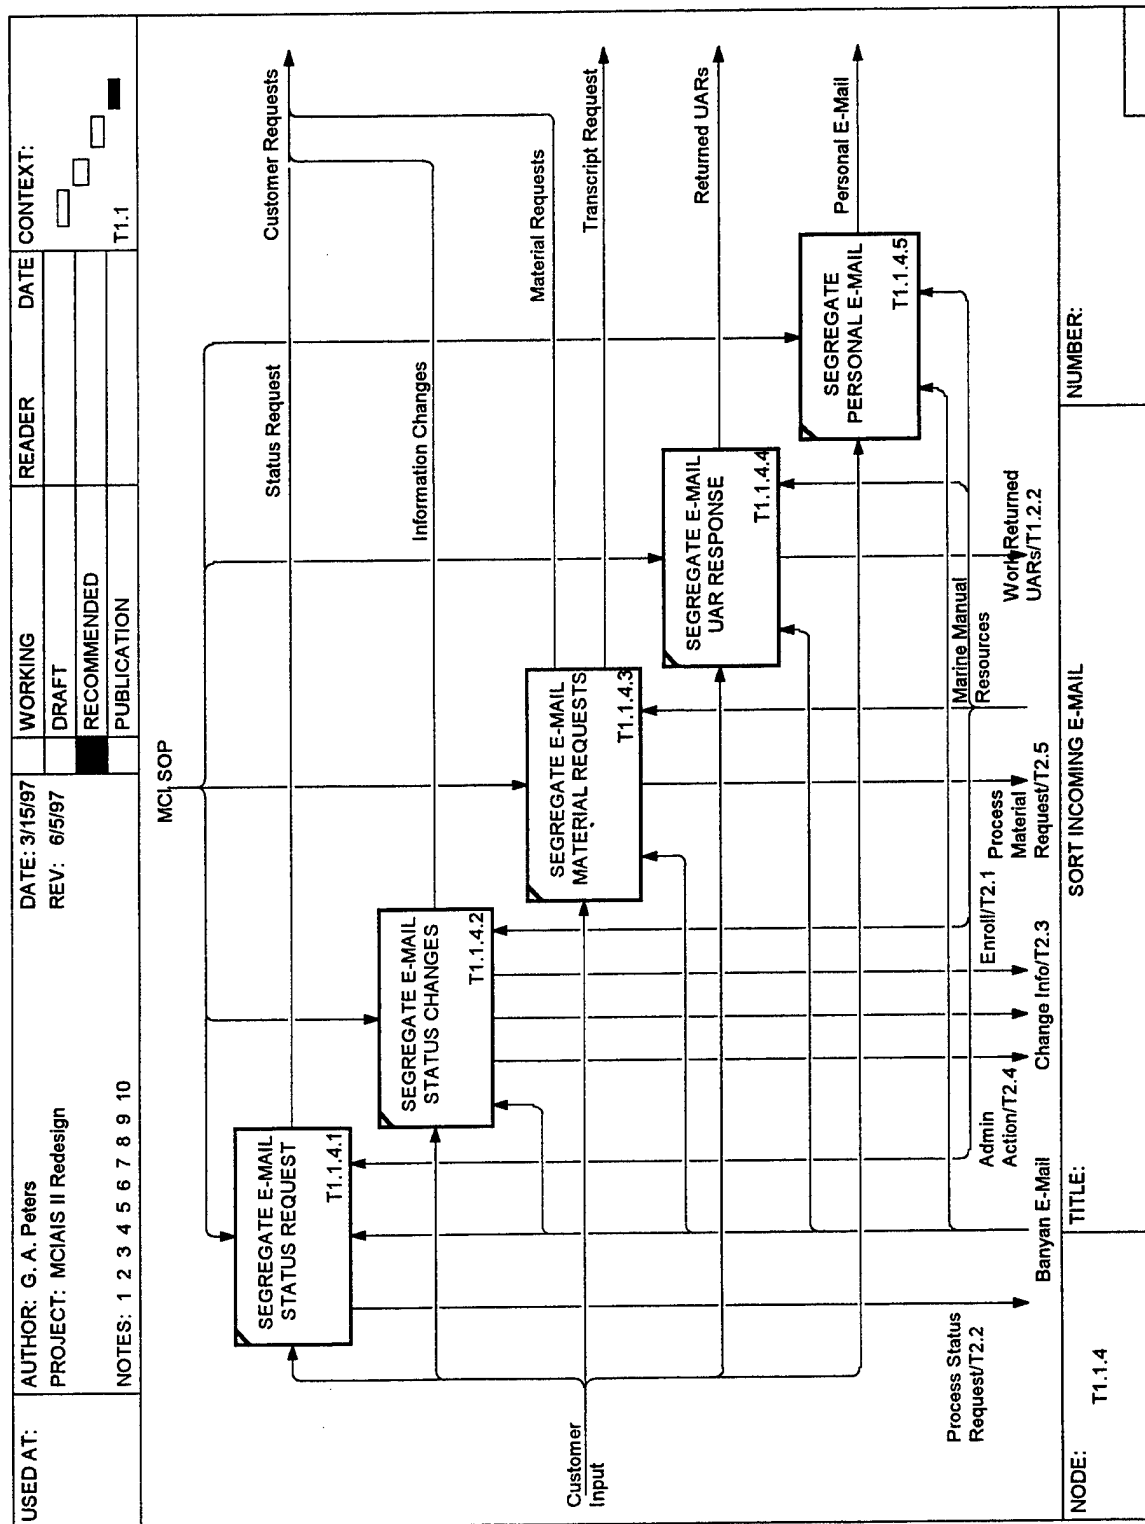 USED AT:
AUTHOR: G. A. Peters
PROJECT: MCIAIS II Redesign
NOTES: 1 2 3 4 5 6 7 8 9 10
DATE: 3/15/97
REV: 6/5/97
WORKING
DRAFT
RECOMMENDED
PUBLICATION
READER
DATE
CONTEXT:
T1.1
MCI SOP
Customer Requests
Status Request
SEGREGATE E-MAIL
STATUS REQUEST
T1.1.4.1
Information Changes
SEGREGATE E-MAIL
STATUS CHANGES
T1.1.4.2
Material Requests
SEGREGATE E-MAIL
MATERIAL REQUESTS
T1.1.4.3
Transcript Request
Customer
Input
SEGREGATE E-MAIL
UAR RESPONSE
T1.1.4.4
Returned UARs
SEGREGATE
PERSONAL E-MAIL
T1.1.4.5
Personal E-Mail
Process Status
Request/T2.2
Banyan E-Mail
Admin
Action/T2.4
Change Info/T2.3
Enroll/T2.1
Process
Material
Request/T2.5
Marine Manual
Resources
Work Returned
UARs/T1.2.2
NODE:
T1.1.4
TITLE:
SORT INCOMING E-MAIL
NUMBER: